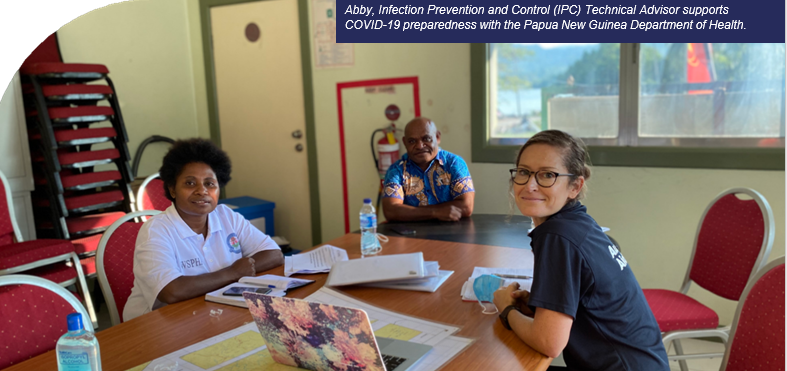 Abby, Infection Prevention and Control (IPC) Technical Advisor supports
COVID-19 preparedness with the Papua New Guinea Department of Health.